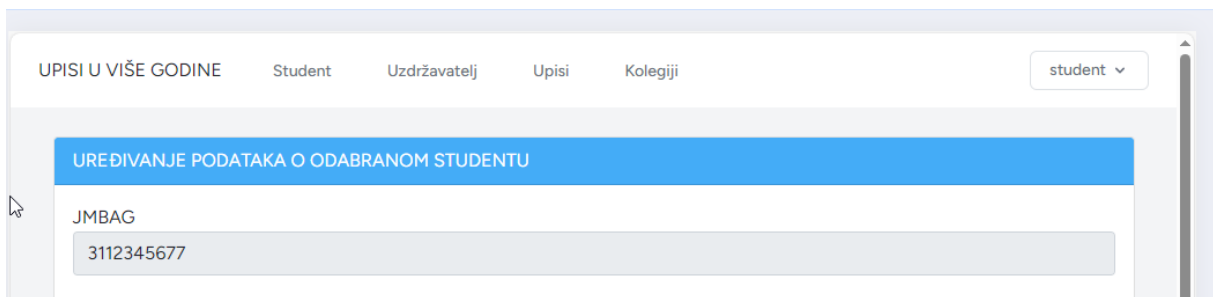 UPISI U VIŠE GODINE Student Uzdržavatelj Upisi Kolegiji student
UREĐIVANJE PODATAKA O ODABRANOM STUDENTU
JMBAG
3112345677